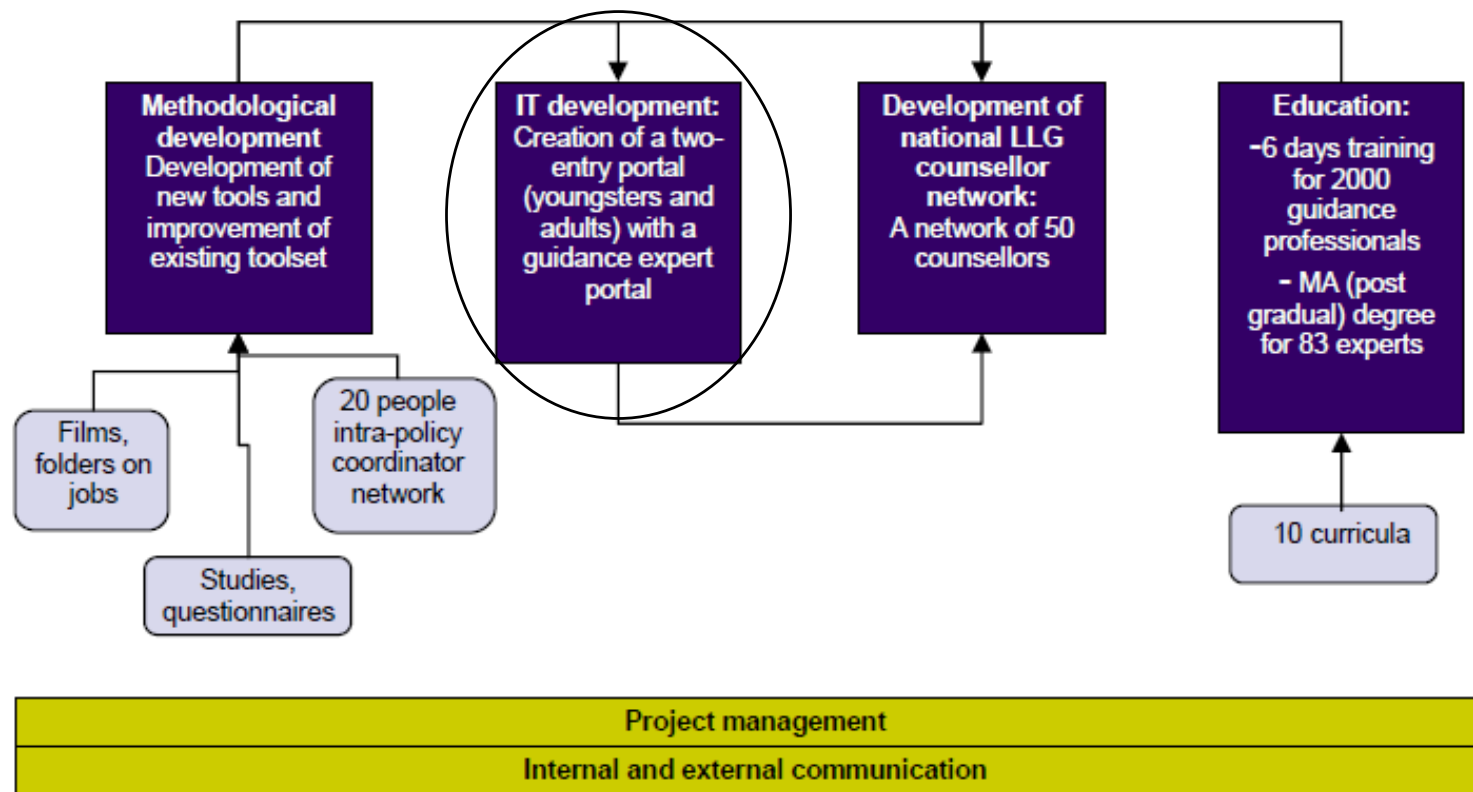 Methodological
development
Development of
new tools and
improvement of
existing toolset
IT development:
Creation of a two-
entry portal
(youngsters and
adults) with a
guidance expert
portal
Development of
national LLG
counsellor
network:
A network of 50
counsellors
Education:
-6 days training
for 2000
guidance
professionals
- MA (post
gradual) degree
for 83 experts
Films,
folders on
jobs
20 people
intra-policy
coordinator
network
Studies,
questionnaires
10 curricula
Project management
Internal and external communication